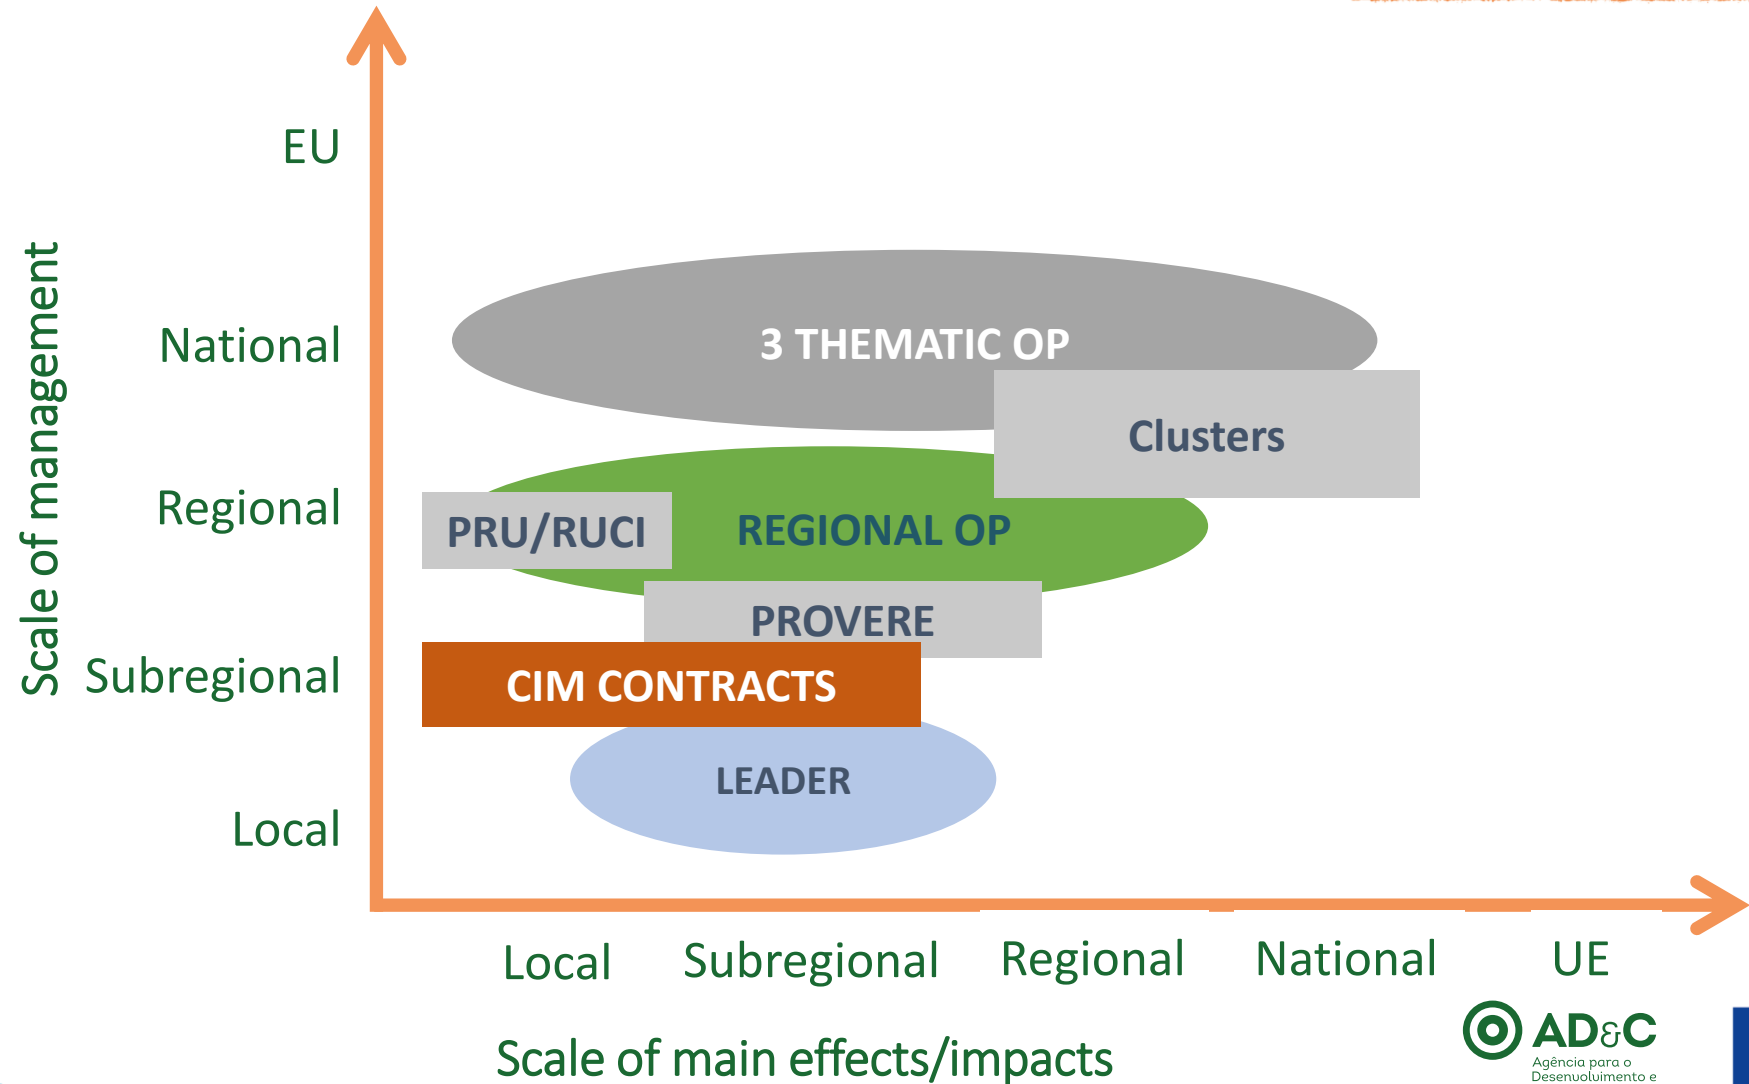 Scale of management
EU
National
Regional
Subregional
Local
3 THEMATIC OP
Clusters
PRU/RUCI
REGIONAL OP
PROVERE
CIM CONTRACTS
LEADER
Local
Subregional
Regional
National
UE
Scale of main effects/impacts
AD&C
Agência para o
Desenvolvimento e